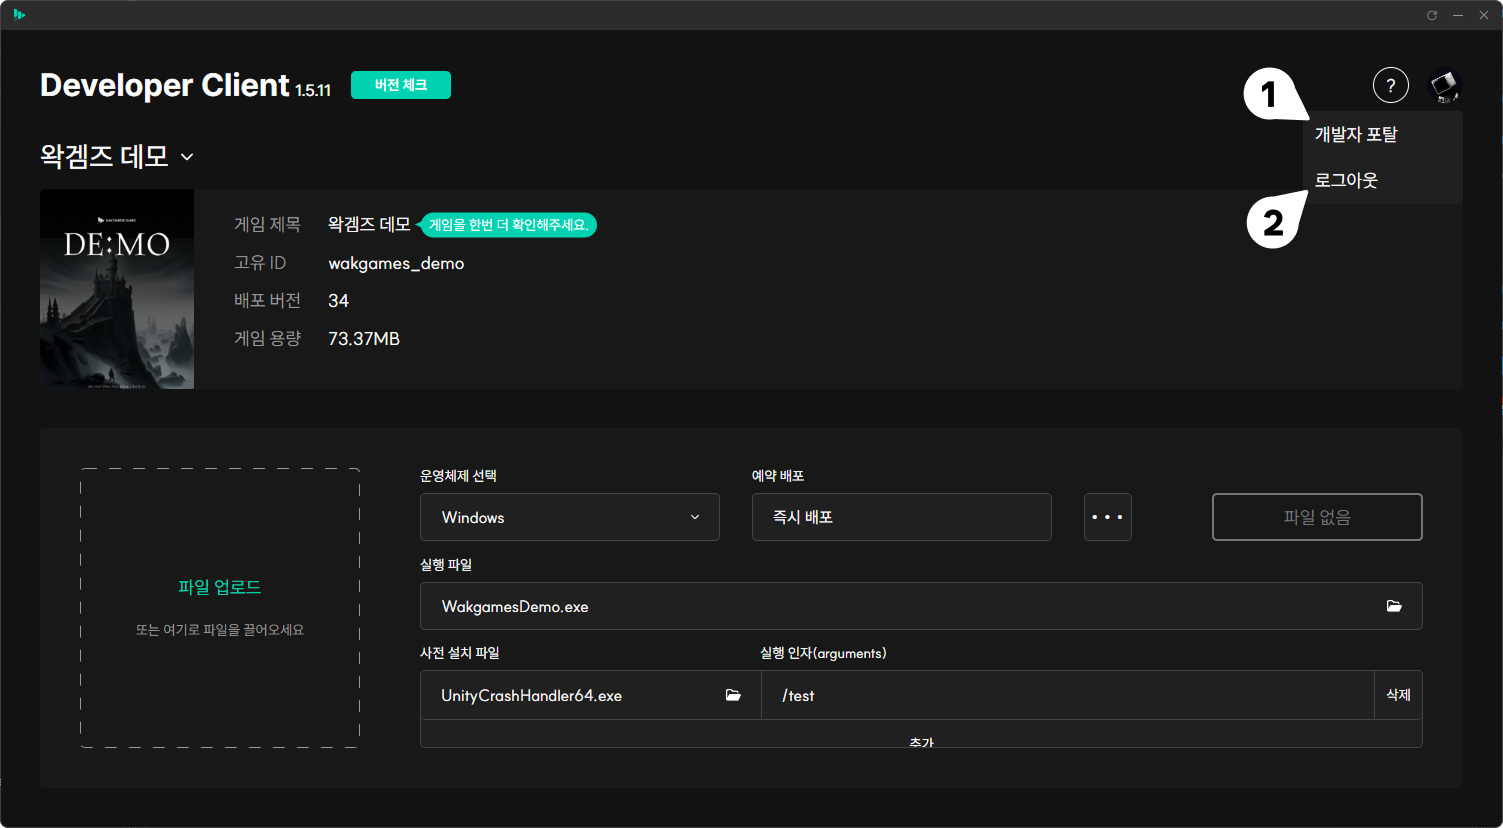 Developer Client 1.5.11
버전 체크
?
1
개발자 포탈
로그아웃
2
왁겜즈 데모
WAKTAVERSE GAMES
DE:MO
게임 제목 왁겜즈 데모 게임을 한번 더 확인해주세요.
고유 ID wakgames_demo
배포 버전 34
게임 용량 73.37MB
파일 업로드
또는 여기로 파일을 끌어오세요
운영체제 선택
Windows
예약 배포
즉시 배포
파일 없음
실행 파일
WakgamesDemo.exe
사전 설치 파일
실행 인자(arguments)
UnityCrashHandler64.exe
/test
삭제
추가